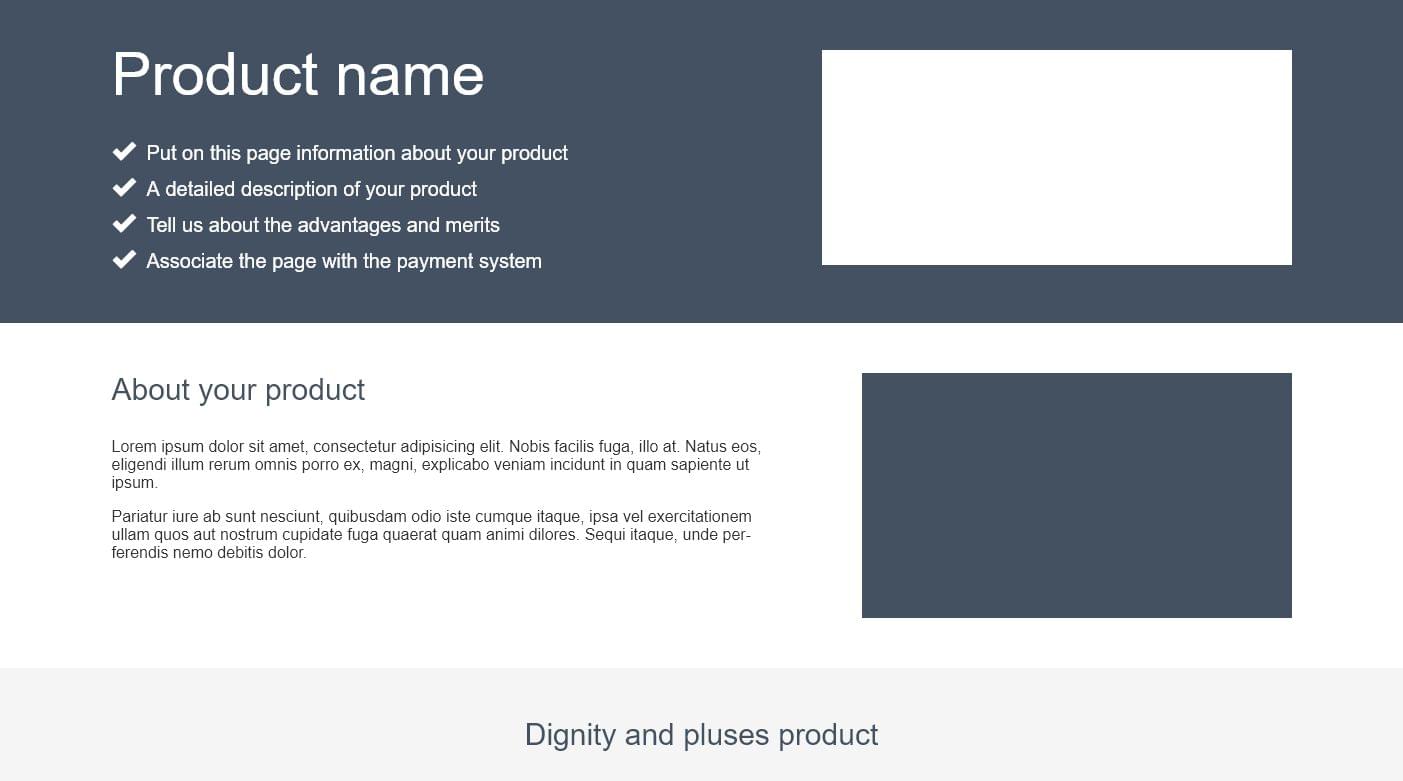 Product name
Put on this page information about your product
A detailed description of your product
Tell us about the advantages and merits
Associate the page with the payment system
About your product
Lorem ipsum dolor sit amet, consectetur adipisicing elit. Nobis facilis fuga, illo at. Natus eos,
eligendi illum rerum omnis porro ex, magni, explicabo veniam incidunt in quam sapiente ut
ipsum.
Pariatur iure ab sunt nesciunt, quibusdam odio iste cumque itaque, ipsa vel exercitationem
ullam quos aut nostrum cupidate fuga quaerat quam animi dilores. Sequi itaque, unde per-
ferendis nemo debitis dolor.
Dignity and pluses product